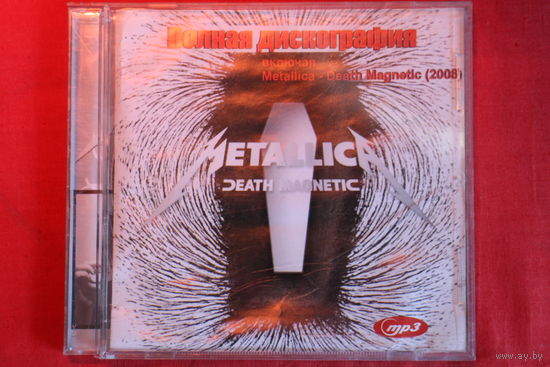 Полная дискография
включая
Metallica - Death Magnetic (2008)
METALLICA
DEATH MAGNETIC
mp3
www.ay.by